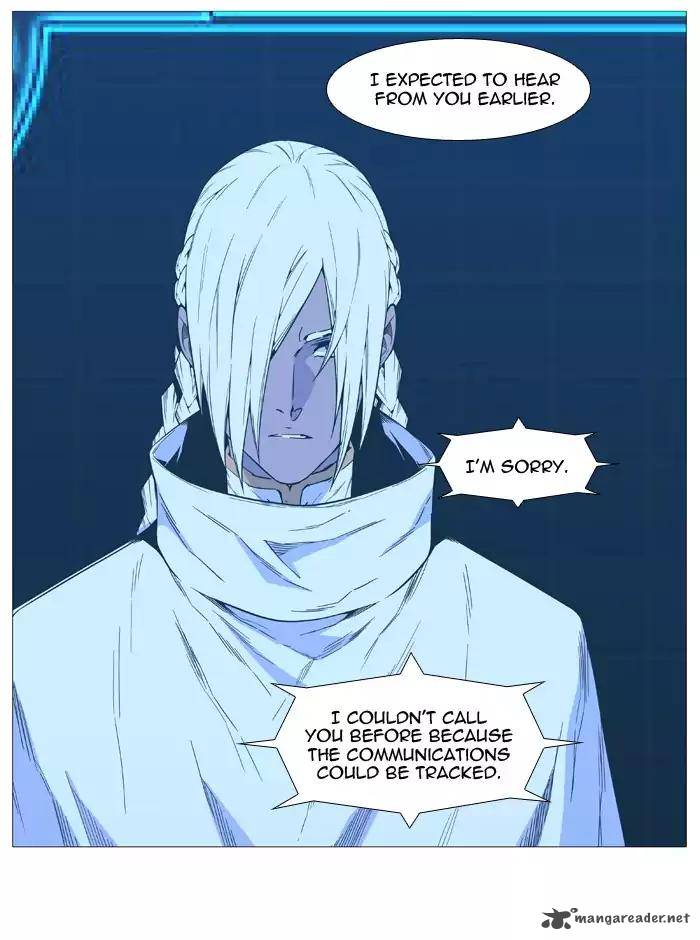 I EXPECTED TO HEAR
FROM YOU EARLIER.
I'M SORRY.
I COULDN'T CALL
YOU BEFORE BECAUSE
THE COMMUNICATIONS
COULD BE TRACKED.
mangareader.net